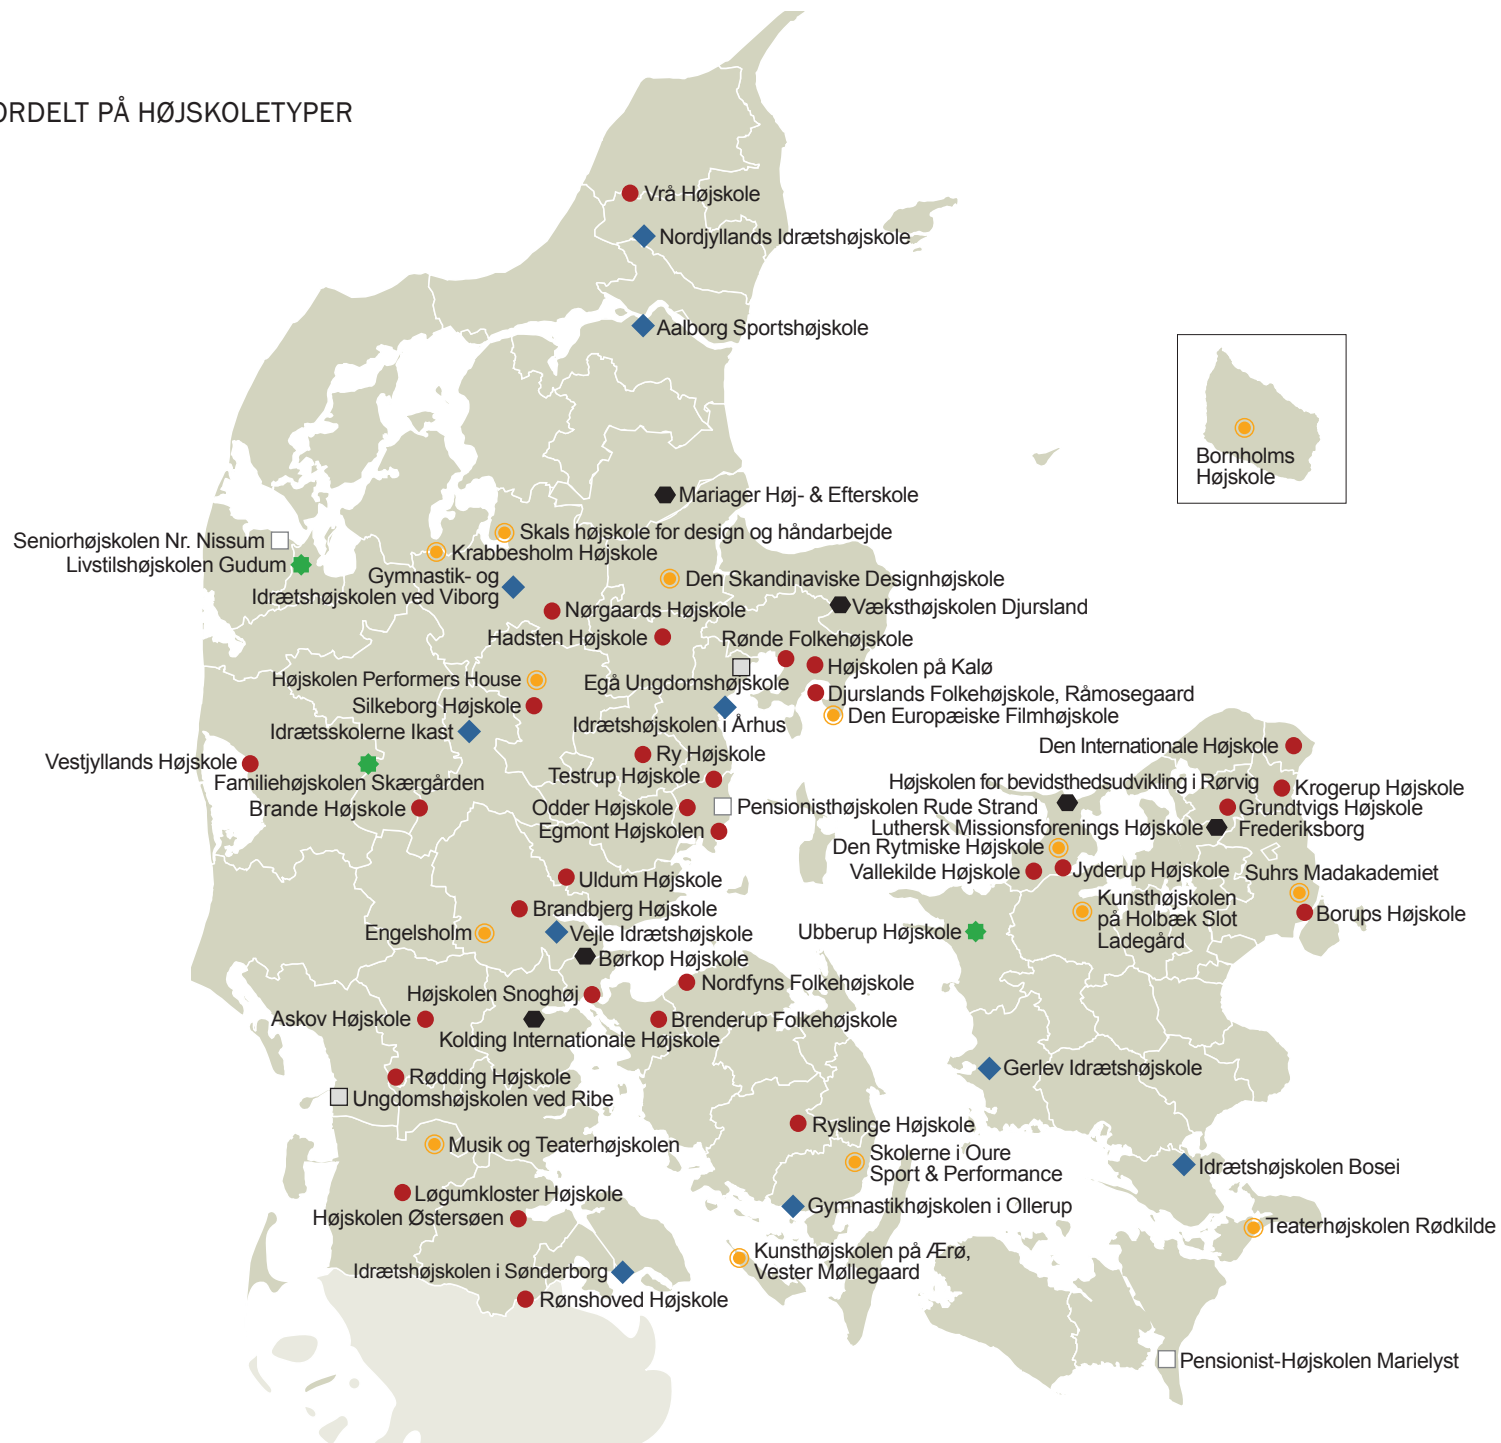 ORDELT PÅ HØJSKOLETYPER
Vrå Højskole
Nordjyllands Idrætshøjskole
Aalborg Sportshøjskole
Bornholms
Højskole
Mariager Høj- & Efterskole
Skals højskole for design og håndarbejde
Seniorhøjskolen Nr. Nissum
Krabbesholm Højskole
Livstilshøjskolen Gudum
Gymnastik- og
Idrætshøjskolen ved Viborg
Den Skandinaviske Designhøjskole
Væksthøjskolen Djursland
Nørgaards Højskole
Hadsten Højskole
Rønde Folkehøjskole
Højskolen på Kalø
Højskolen Performers House
Egå Ungdomshøjskole
Djurslands Folkehøjskole, Råmosegaard
Silkeborg Højskole
Den Europæiske Filmhøjskole
Idrætshøjskolen i Århus
Idrætsskolerne Ikast
Den Internationale Højskole
Ry Højskole
Vestjyllands Højskole
Testrup Højskole
Familiehøjskolen Skærgården
Højskolen for bevidsthedsudvikling i Rørvig
Krogerup Højskole
Brande Højskole
Odder Højskole
Pensionisthøjskolen Rude Strand
Grundtvigs Højskole
Frederiksborg
Egmont Højskolen
Luthersk Missionsforenings Højskole
Den Rytmiske Højskole
Vallekilde Højskole
Jyderup Højskole
Suhrs Madakademiet
Uldum Højskole
Kunsthøjskolen
på Holbæk Slot
Ladegård
Brandbjerg Højskole
Borups Højskole
Engelsholm
Vejle Idrætshøjskole
Ubberup Højskole
Børkop Højskole
Nordfyns Folkehøjskole
Højskolen Snoghøj
Askov Højskole
Brenderup Folkehøjskole
Kolding Internationale Højskole
Gerlev Idrætshøjskole
Rødding Højskole
Ungdomshøjskolen ved Ribe
Ryslinge Højskole
Musik og Teaterhøjskolen
Skolerne i Oure
Sport & Performance
Idrætshøjskolen Bosei
Løgumkloster Højskole
Gymnastikhøjskolen i Ollerup
Højskolen Østersøen
Teaterhøjskolen Rødkilde
Kunsthøjskolen på Ærø,
Vester Møllegaard
Idrætshøjskolen i Sønderborg
Rønshoved Højskole
Pensionist-Højskolen Marielyst